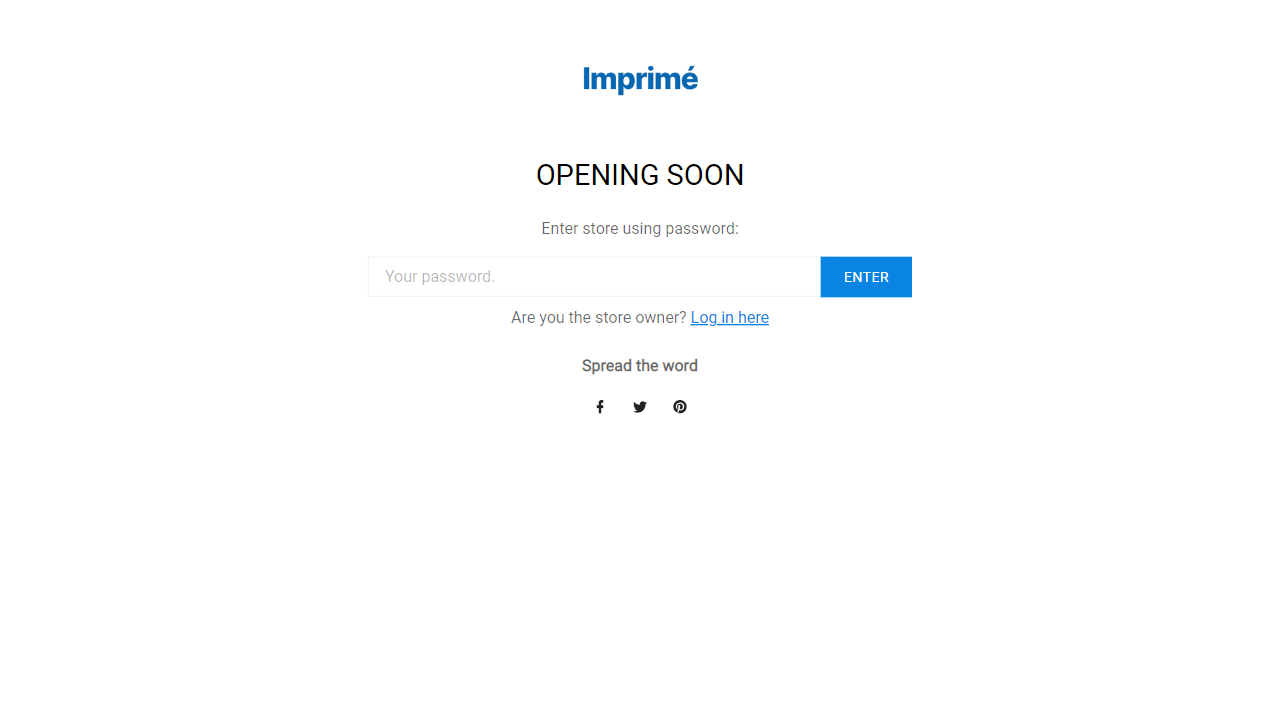 Imprimé
OPENING SOON
Enter store using password:
Your password.
ENTER
Are you the store owner? Log in here
Spread the word